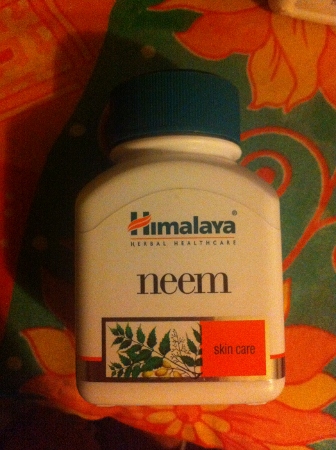 Himalaya®
HERBAL HEALTHCARE
neem
skin care